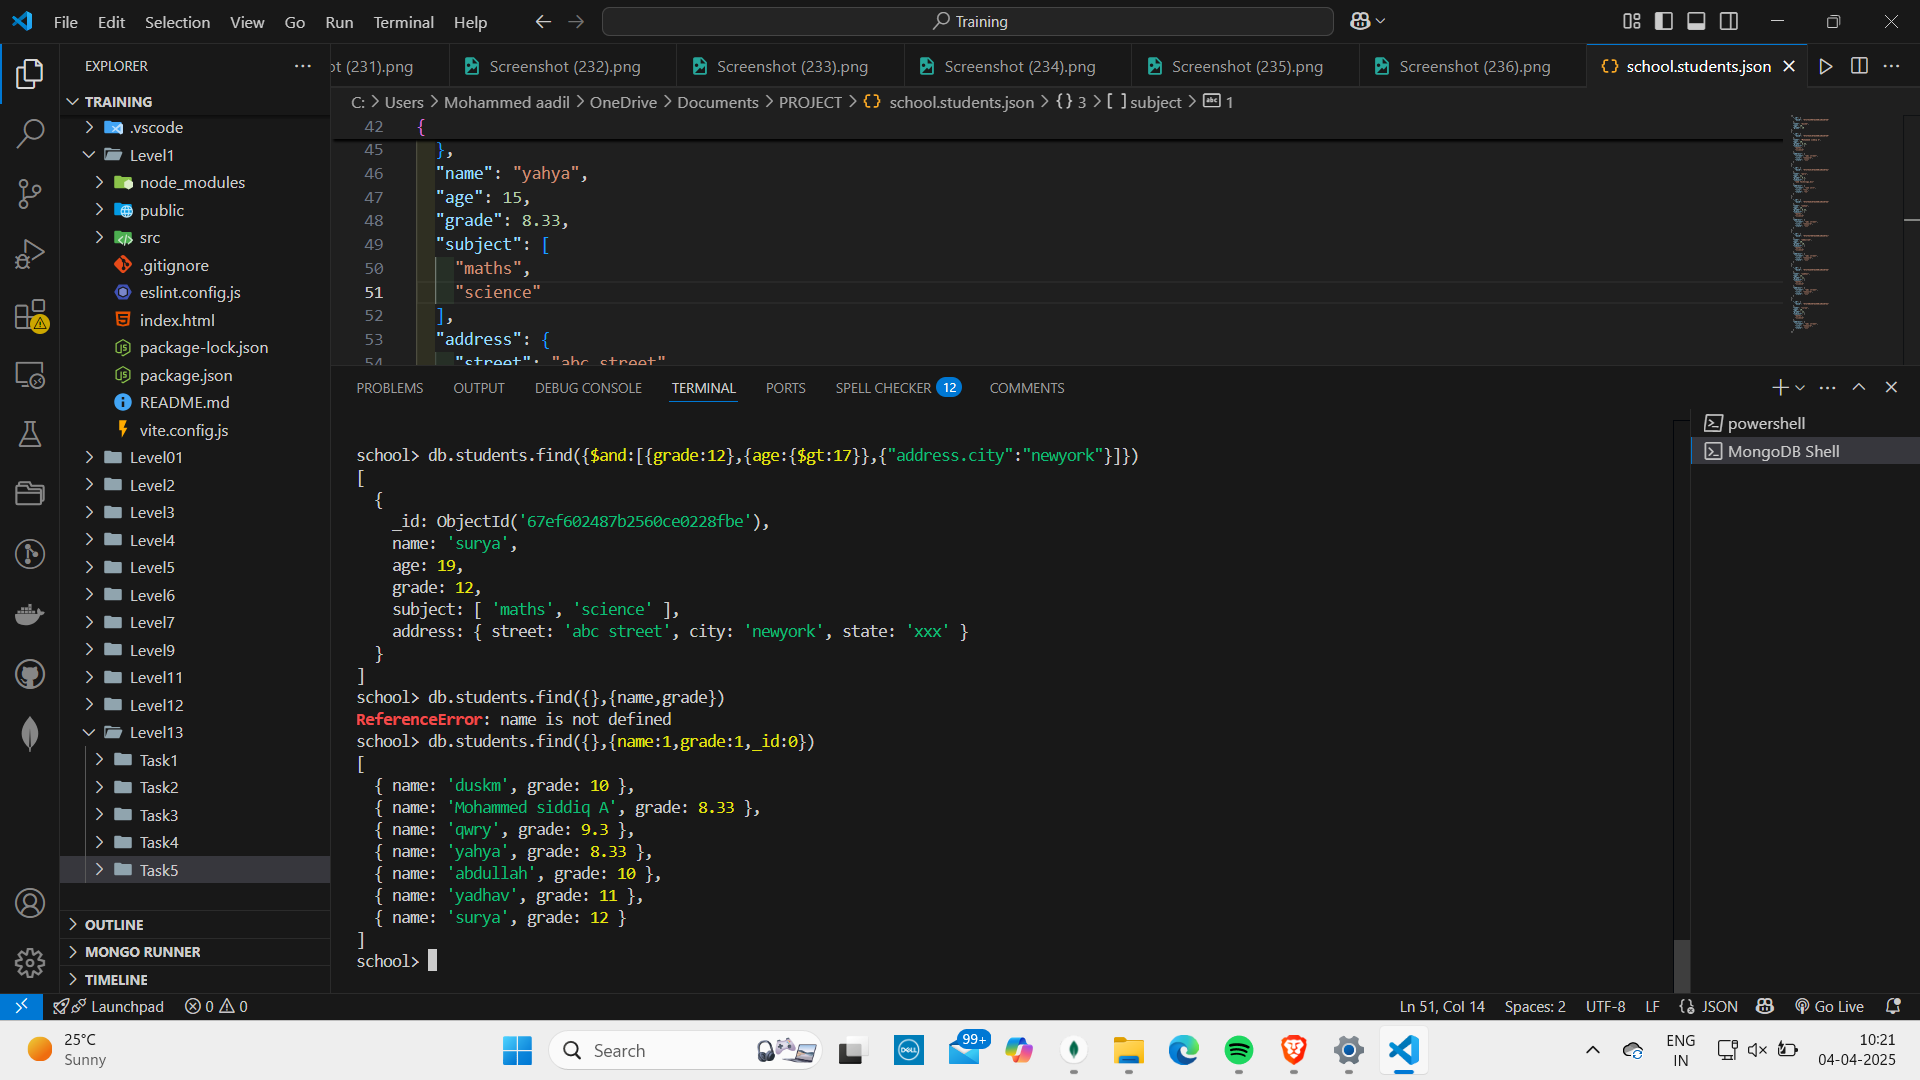 File Edit Selection View Go Run Terminal Help
Training
EXPLORER
ot (231).png
Screenshot (232).png
Screenshot (233).png
Screenshot (234).png
Screenshot (235).png
Screenshot (236).png
school.students.json
C: > Users > Mohammed aadil > OneDrive > Documents > PROJECT > {} school.students.json > {} 3 > [ ] subject > abc 1
TRAINING
.vscode
Level1
node_modules
public
src
.gitignore
eslint.config.js
index.html
package-lock.json
package.json
README.md
vite.config.js
Level01
Level2
Level3
Level4
Level5
Level6
Level7
Level9
Level11
Level12
Level13
Task1
Task2
Task3
Task4
Task5
OUTLINE
MONGO RUNNER
TIMELINE
42 {
45 },
46 "name": "yahya",
47 "age": 15,
48 "grade": 8.33,
49 "subject": [
50 "maths",
51 "science"
52 ],
53 "address": {
54 "street": "abc street"
PROBLEMS OUTPUT DEBUG CONSOLE TERMINAL PORTS SPELL CHECKER 12 COMMENTS
powershell
MongoDB Shell
school> db.students.find({$and:[{grade:12},{age:{$gt:17}},{"address.city":"newyork"}]})
[
{
_id: ObjectId('67ef602487b2560ce0228fbe'),
name: 'surya',
age: 19,
grade: 12,
subject: [ 'maths', 'science' ],
address: { street: 'abc street', city: 'newyork', state: 'xxx' }
}
]
school> db.students.find({},{name,grade})
ReferenceError: name is not defined
school> db.students.find({},{name:1,grade:1,_id:0})
[
{ name: 'duskm', grade: 10 },
{ name: 'Mohammed siddiq A', grade: 8.33 },
{ name: 'qwry', grade: 9.3 },
{ name: 'yahya', grade: 8.33 },
{ name: 'abdullah', grade: 10 },
{ name: 'yadhav', grade: 11 },
{ name: 'surya', grade: 12 }
]
school>
Launchpad 0 0
Ln 51, Col 14 Spaces: 2 UTF-8 LF {} JSON Go Live
25°C
Sunny
Search
DELL
99+
ENG
IN
10:21
04-04-2025